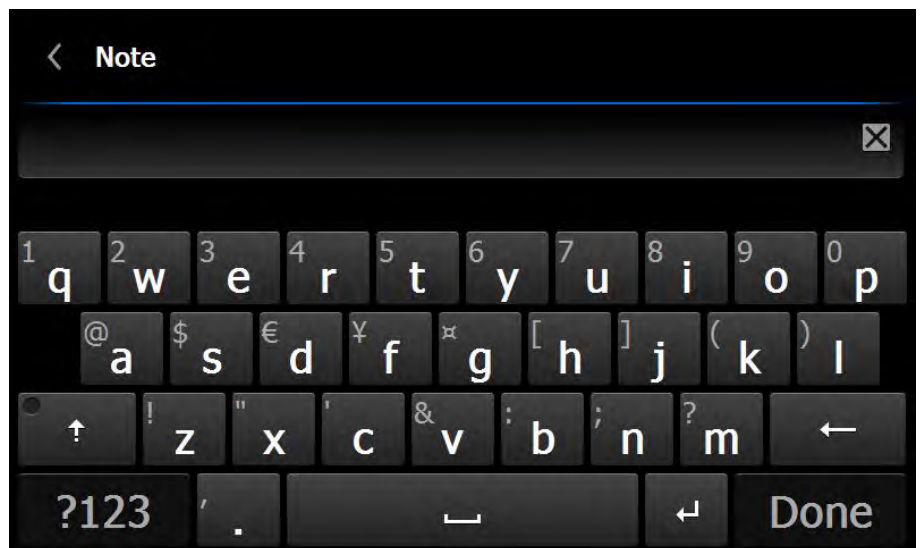 Note
1 q 2 w 3 e 4 r 5 t 6 y 7 u 8 i 9 o 0 p
@ a $ s € d ¥ f ¤ g [ h ] j ( k ) l
! z " x ' c & v : b ; n ? m
?123 , . Done